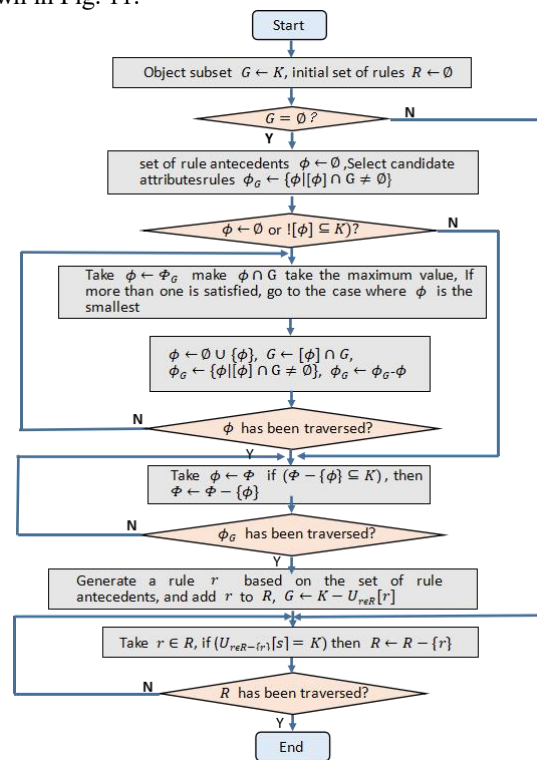 wn in Fig. 11.
Start
Object subset G ← K, initial set of rules R ← ∅
G = ∅ ?
N
Y
set of rule antecedents ϕ ← ∅ ,Select candidate
attributesrules ϕ_G ← {ϕ|[ϕ] ∩ G ≠ ∅}
ϕ ← ∅ or ![ϕ] ⊆ K)?
N
Take ϕ ← Φ_G make ϕ ∩ G take the maximum value, If
more than one is satisfied, go to the case where ϕ is the
smallest
ϕ ← ∅ ∪ {ϕ}, G ← [ϕ] ∩ G,
ϕ_G ← {ϕ|[ϕ] ∩ G ≠ ∅}, ϕ_G ← ϕ_G-ϕ
N
ϕ has been traversed?
Y
Take ϕ ← Φ if (Φ − {ϕ} ⊆ K) , then
Φ ← Φ − {ϕ}
N
ϕ_G has been traversed?
Y
Generate a rule r based on the set of rule
antecedents, and add r to R, G ← K − U_{r∈R}[r]
Take r ∈ R, if (U_{r∈R−{r}}[s] = K) then R ← R − {r}
N
R has been traversed?
Y
End